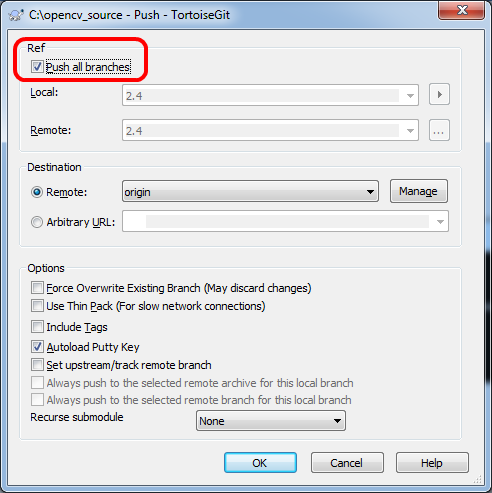 C:\opencv_source - Push - TortoiseGit
Ref
Push all branches
Local:
2.4
Remote:
2.4
...
Destination
Remote:
origin
Manage
Arbitrary URL:
Options
Force Overwrite Existing Branch (May discard changes)
Use Thin Pack (For slow network connections)
Include Tags
Autoload Putty Key
Set upstream/track remote branch
Always push to the selected remote archive for this local branch
Always push to the selected remote branch for this local branch
Recurse submodule
None
OK
Cancel
Help